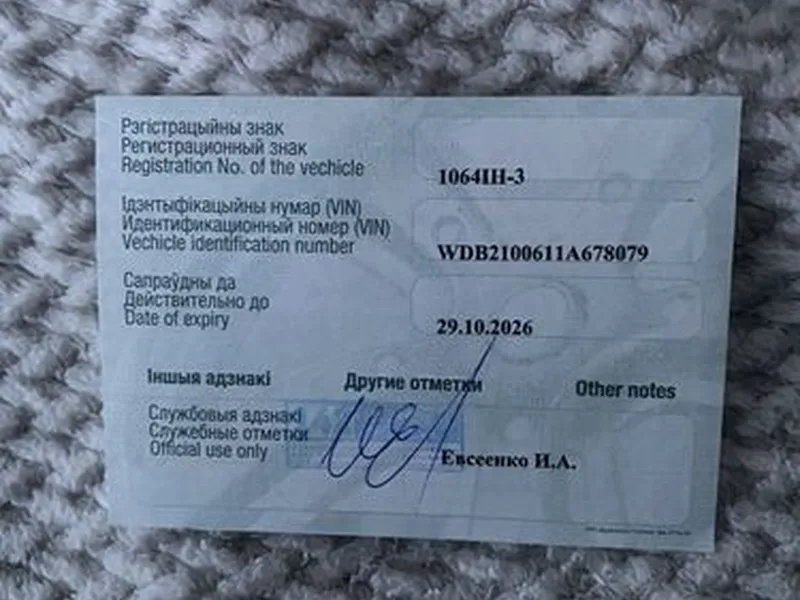 Рэгістрацыйны знак
Регистрационный знак
Registration No. of the vechicle
1064IH-3
Ідэнтыфікацыйны нумар (VIN)
Идентификационный номер (VIN)
Vechicle identification number
WDB2100611A678079
Сапраўдны да
Действительно до
Date of expiry
29.10.2026
Іншыя адзнакі Другие отметки Other notes
Службовыя адзнакі
Служебные отметки
Official use only
Евсеенко И.А.